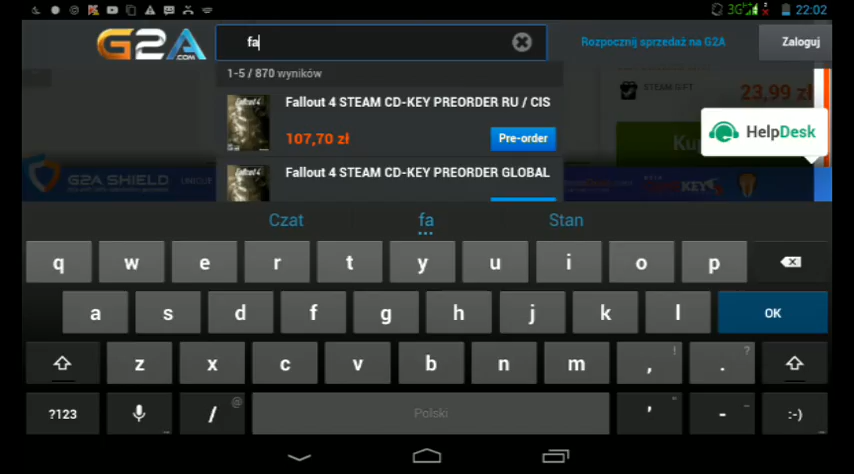 3G 22:02
G2A .COM fa Rozpocznij sprzedaż na G2A Zaloguj
1-5 / 870 wyników
STEAM GIFT 23,99 zł
Fallout 4 STEAM CD-KEY PREORDER RU / CIS
107,70 zł Pre-order
Ku
HelpDesk
Fallout 4 STEAM CD-KEY PREORDER GLOBAL
G2A SHIELD
Czat fa Stan
q w e r t y u i o p
a s d f g h j k l OK
z x c v b n m , ! . ?
?123 / @ Polski ' " - _ :-)